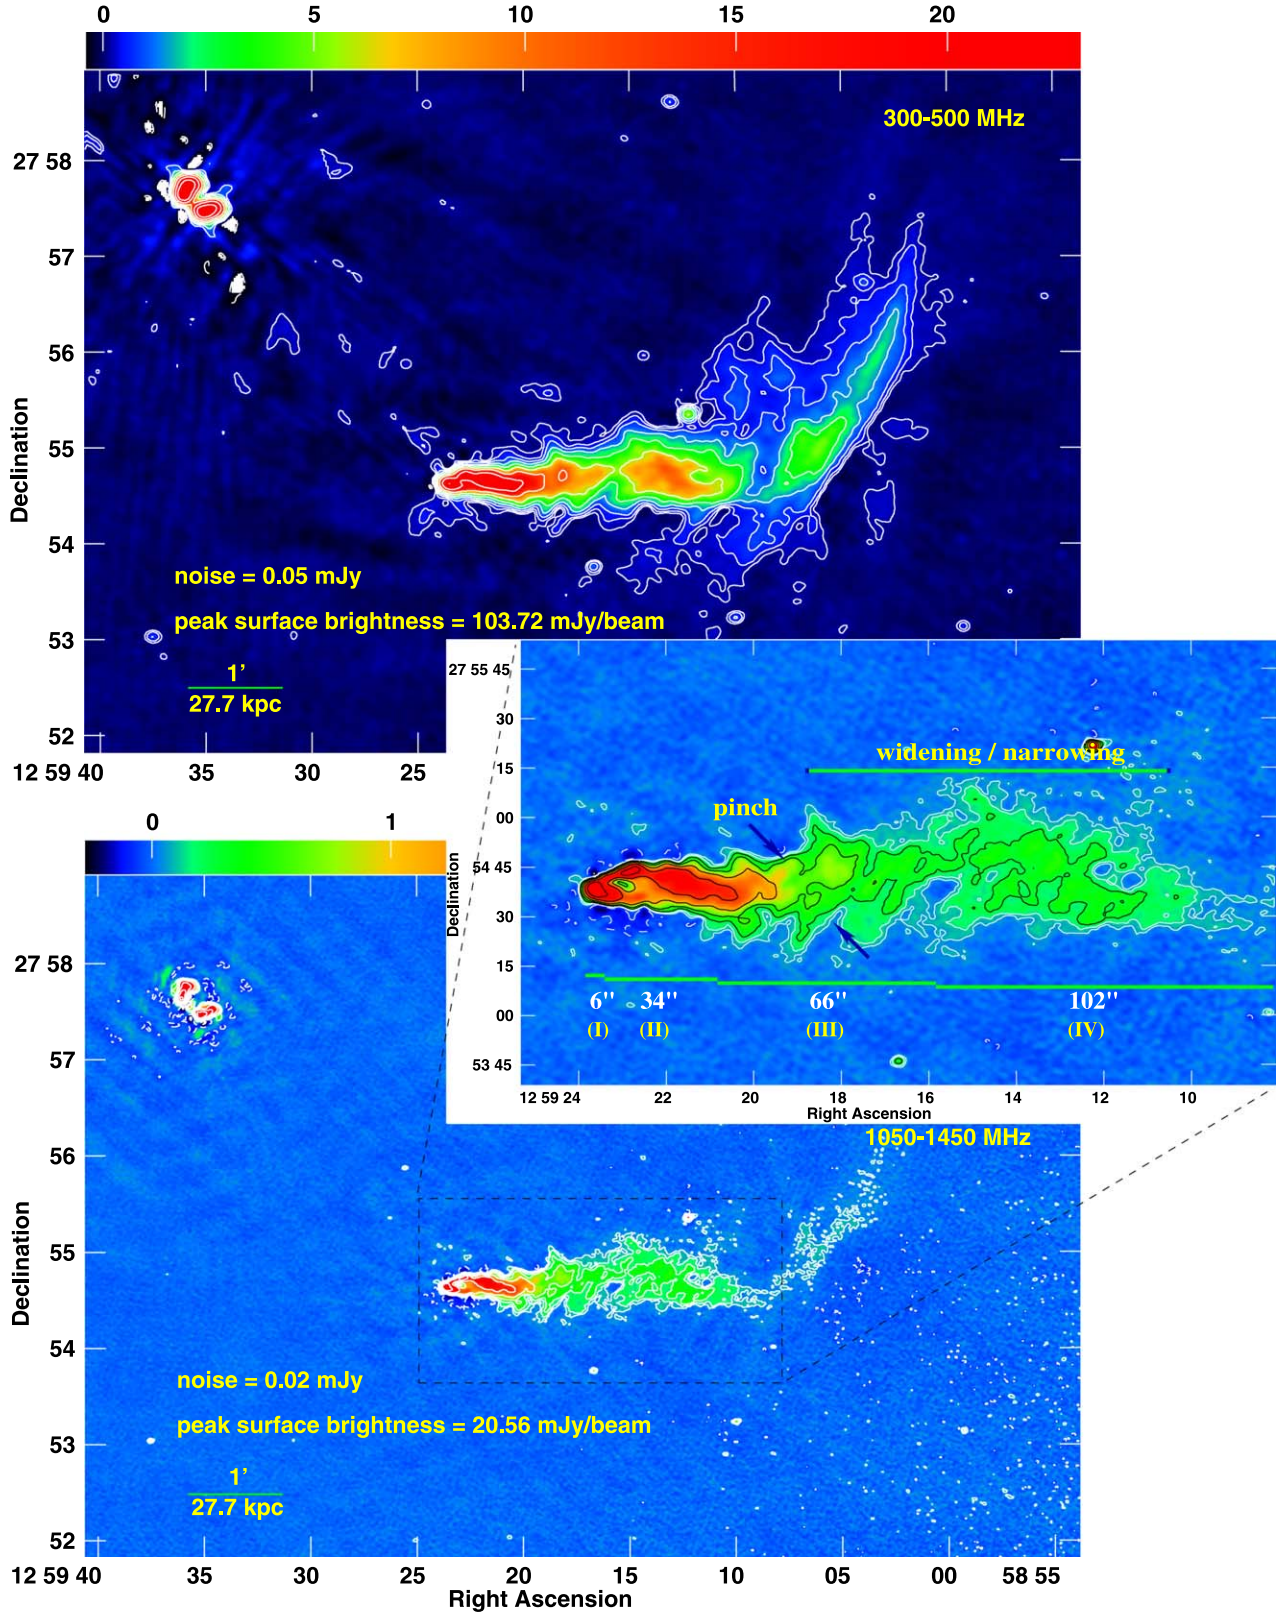 0 5 10 15 20
300-500 MHz
27 58
57
56
55
54
53
52
Declination
noise = 0.05 mJy
peak surface brightness = 103.72 mJy/beam
1'
27.7 kpc
12 59 40 35 30 25
27 55 45
30
15
00
54 45
30
15
00
53 45
Declination
widening / narrowing
pinch
6" 34" 66" 102"
(I) (II) (III) (IV)
12 59 24 22 20 18 16 14 12 10
Right Ascension
0 1
1050-1450 MHz
27 58
57
56
55
54
53
52
Declination
noise = 0.02 mJy
peak surface brightness = 20.56 mJy/beam
1'
27.7 kpc
12 59 40 35 30 25 20 15 10 05 00 58 55
Right Ascension